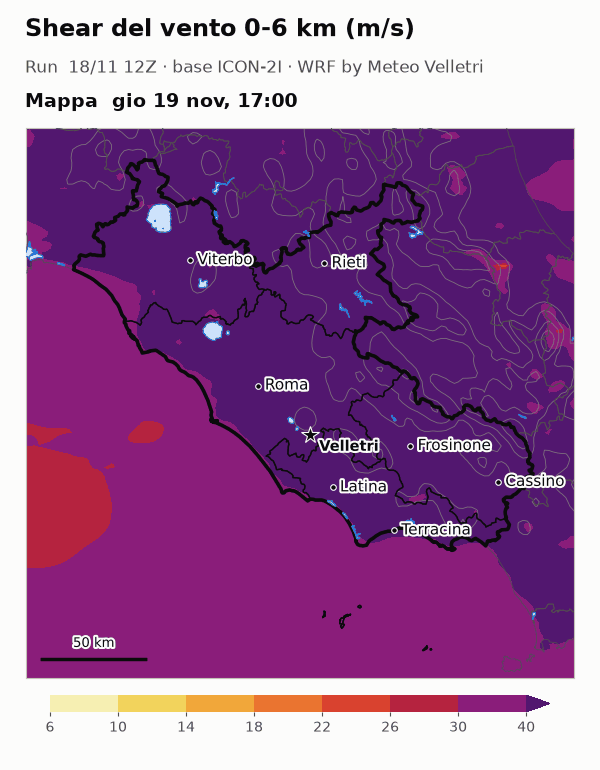 Shear del vento 0-6 km (m/s)
Run  18/11 12Z · base ICON-2I · WRF by Meteo Velletri
Mappa  gio 19 nov, 17:00
Viterbo
Rieti
Roma
Velletri
Frosinone
Cassino
Latina
Terracina
50 km
6 10 14 18 22 26 30 40